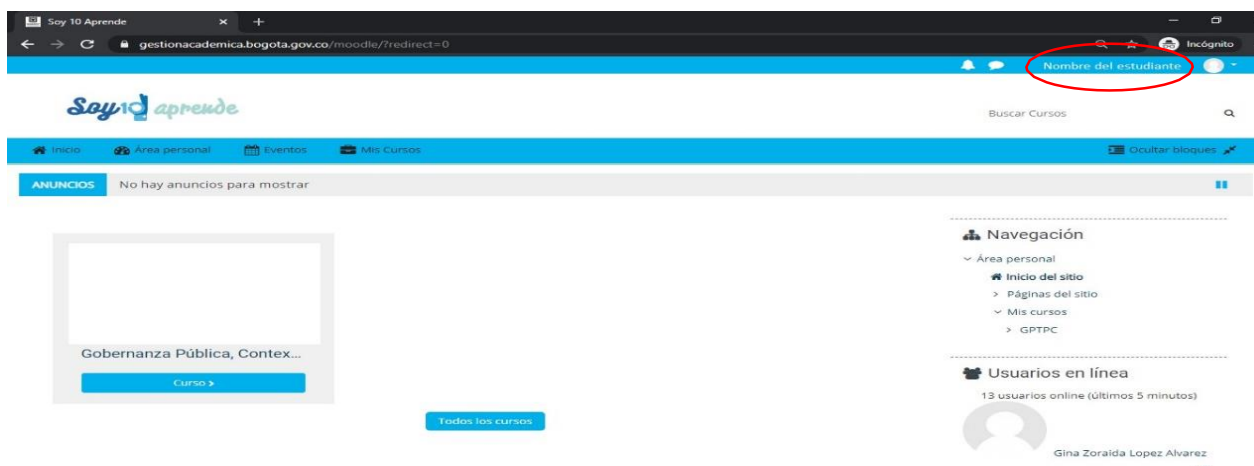 Soy 10 Aprende
gestionacademica.bogota.gov.co/moodle/?redirect=0
Incógnito
Nombre del estudiante
Soy10 aprende
Buscar Cursos
Inicio Área personal Eventos Mis Cursos Ocultar bloques
ANUNCIOS No hay anuncios para mostrar
Navegación
Área personal
Inicio del sitio
Páginas del sitio
Mis cursos
GPTPC
Gobernanza Pública, Contex...
Curso
Todos los cursos
Usuarios en línea
13 usuarios online (últimos 5 minutos)
Gina Zoraida Lopez Alvarez